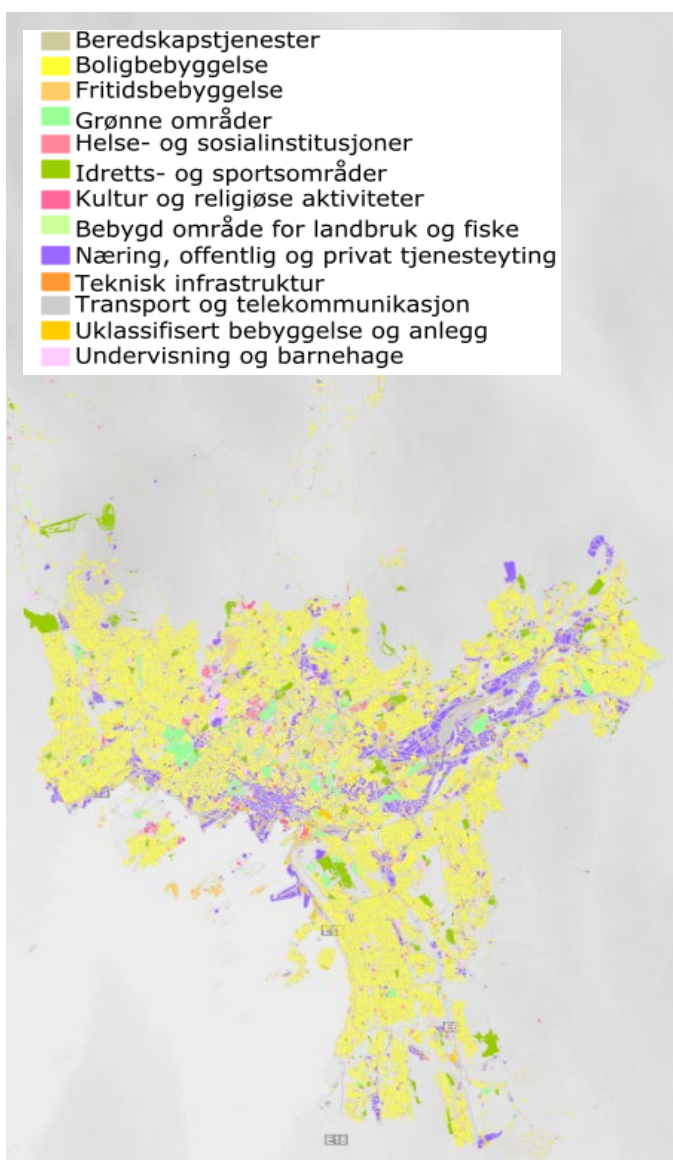 Beredskapstjenester
Boligbebyggelse
Fritidsbebyggelse
Grønne områder
Helse- og sosialinstitusjoner
Idretts- og sportsområder
Kultur og religiøse aktiviteter
Bebygd område for landbruk og fiske
Næring, offentlig og privat tjenesteyting
Teknisk infrastruktur
Transport og telekommunikasjon
Uklassifisert bebyggelse og anlegg
Undervisning og barnehage
E18